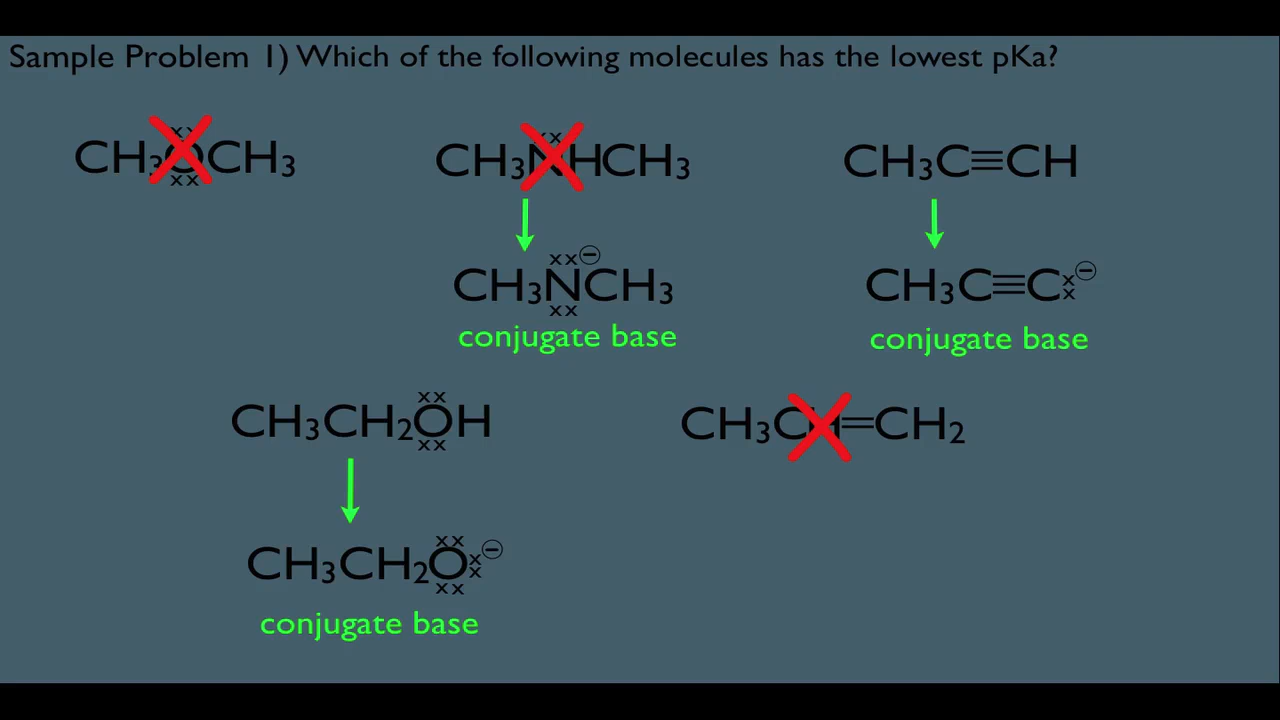 Sample Problem 1) Which of the following molecules has the lowest pKa?
CH₃OCH₃
CH₃NHCH₃
CH₃C≡CH
CH₃NCH₃ ⊖
conjugate base
CH₃C≡C ⊖
conjugate base
CH₃CH₂OH
CH₃CH=CH₂
CH₃CH₂O ⊖
conjugate base